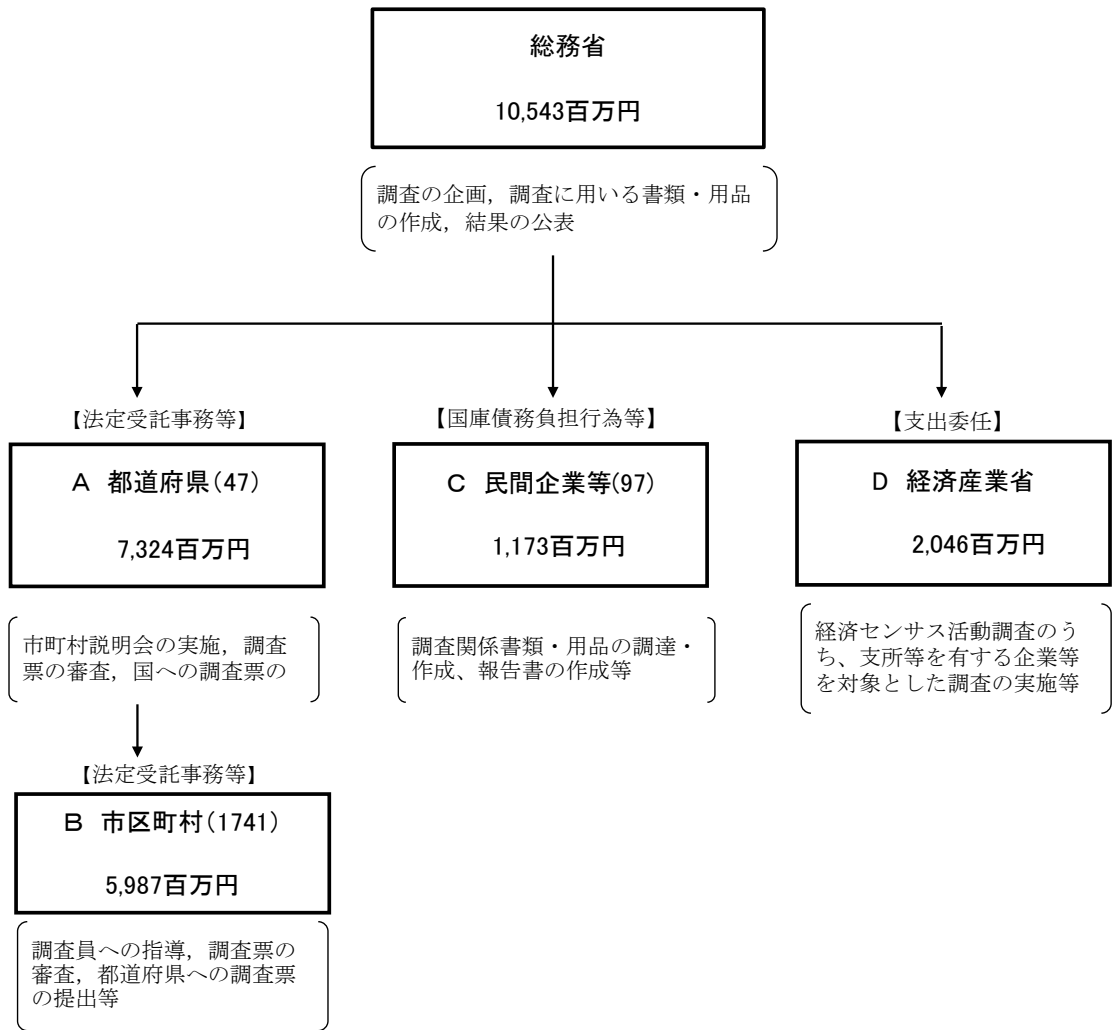 総務省
10,543百万円
調査の企画，調査に用いる書類・用品
の作成，結果の公表
【法定受託事務等】
A 都道府県(47)
7,324百万円
市町村説明会の実施，調査
票の審査，国への調査票の
【国庫債務負担行為等】
C 民間企業等(97)
1,173百万円
調査関係書類・用品の調達・
作成、報告書の作成等
【支出委任】
D 経済産業省
2,046百万円
経済センサス活動調査のう
ち、支所等を有する企業等
を対象とした調査の実施等
【法定受託事務等】
B 市区町村(1741)
5,987百万円
調査員への指導，調査票の
審査，都道府県への調査票
の提出等